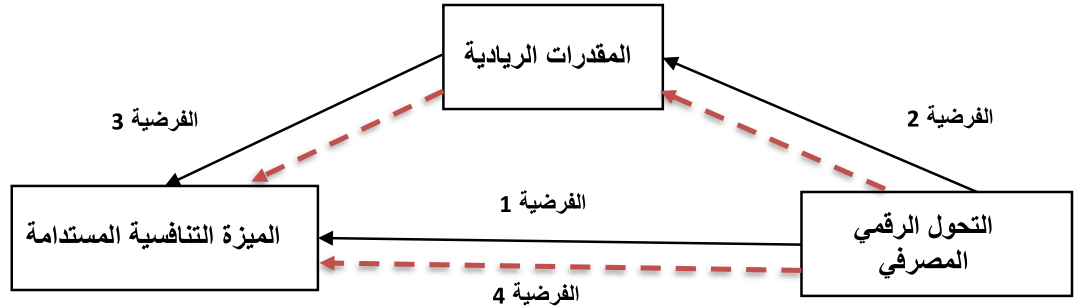 المقدرات الريادية
الفرضية 2
الفرضية 3
التحول الرقمي
المصرفي
الفرضية 1
الميزة التنافسية المستدامة
الفرضية 4